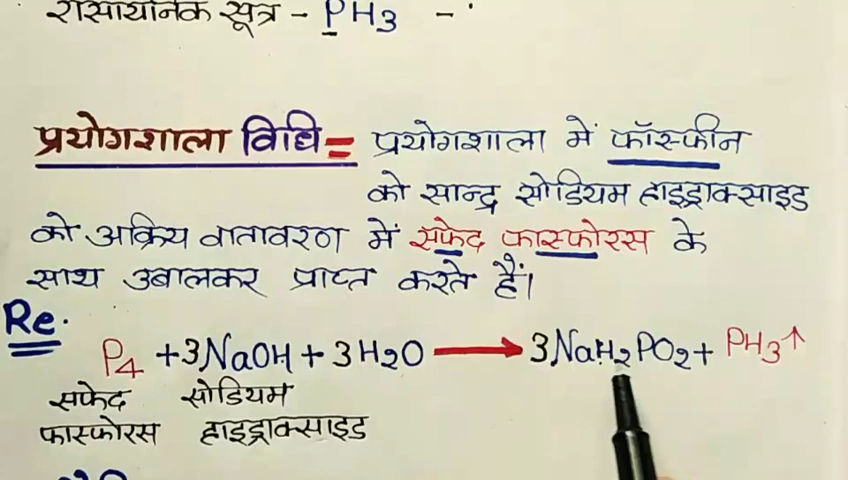 रासायनिक सूत्र - PH3 -
प्रयोगशाला विधि = प्रयोगशाला में फॉस्फीन
को सान्द्र सोडियम हाइड्राक्साइड
को अक्रिय वातावरण में सफेद फास्फोरस के
साथ उबालकर प्राप्त करते हैं।
Re.
P4 + 3NaOH + 3H2O → 3NaH2PO2 + PH3↑
सफेद सोडियम
फास्फोरस हाइड्राक्साइड